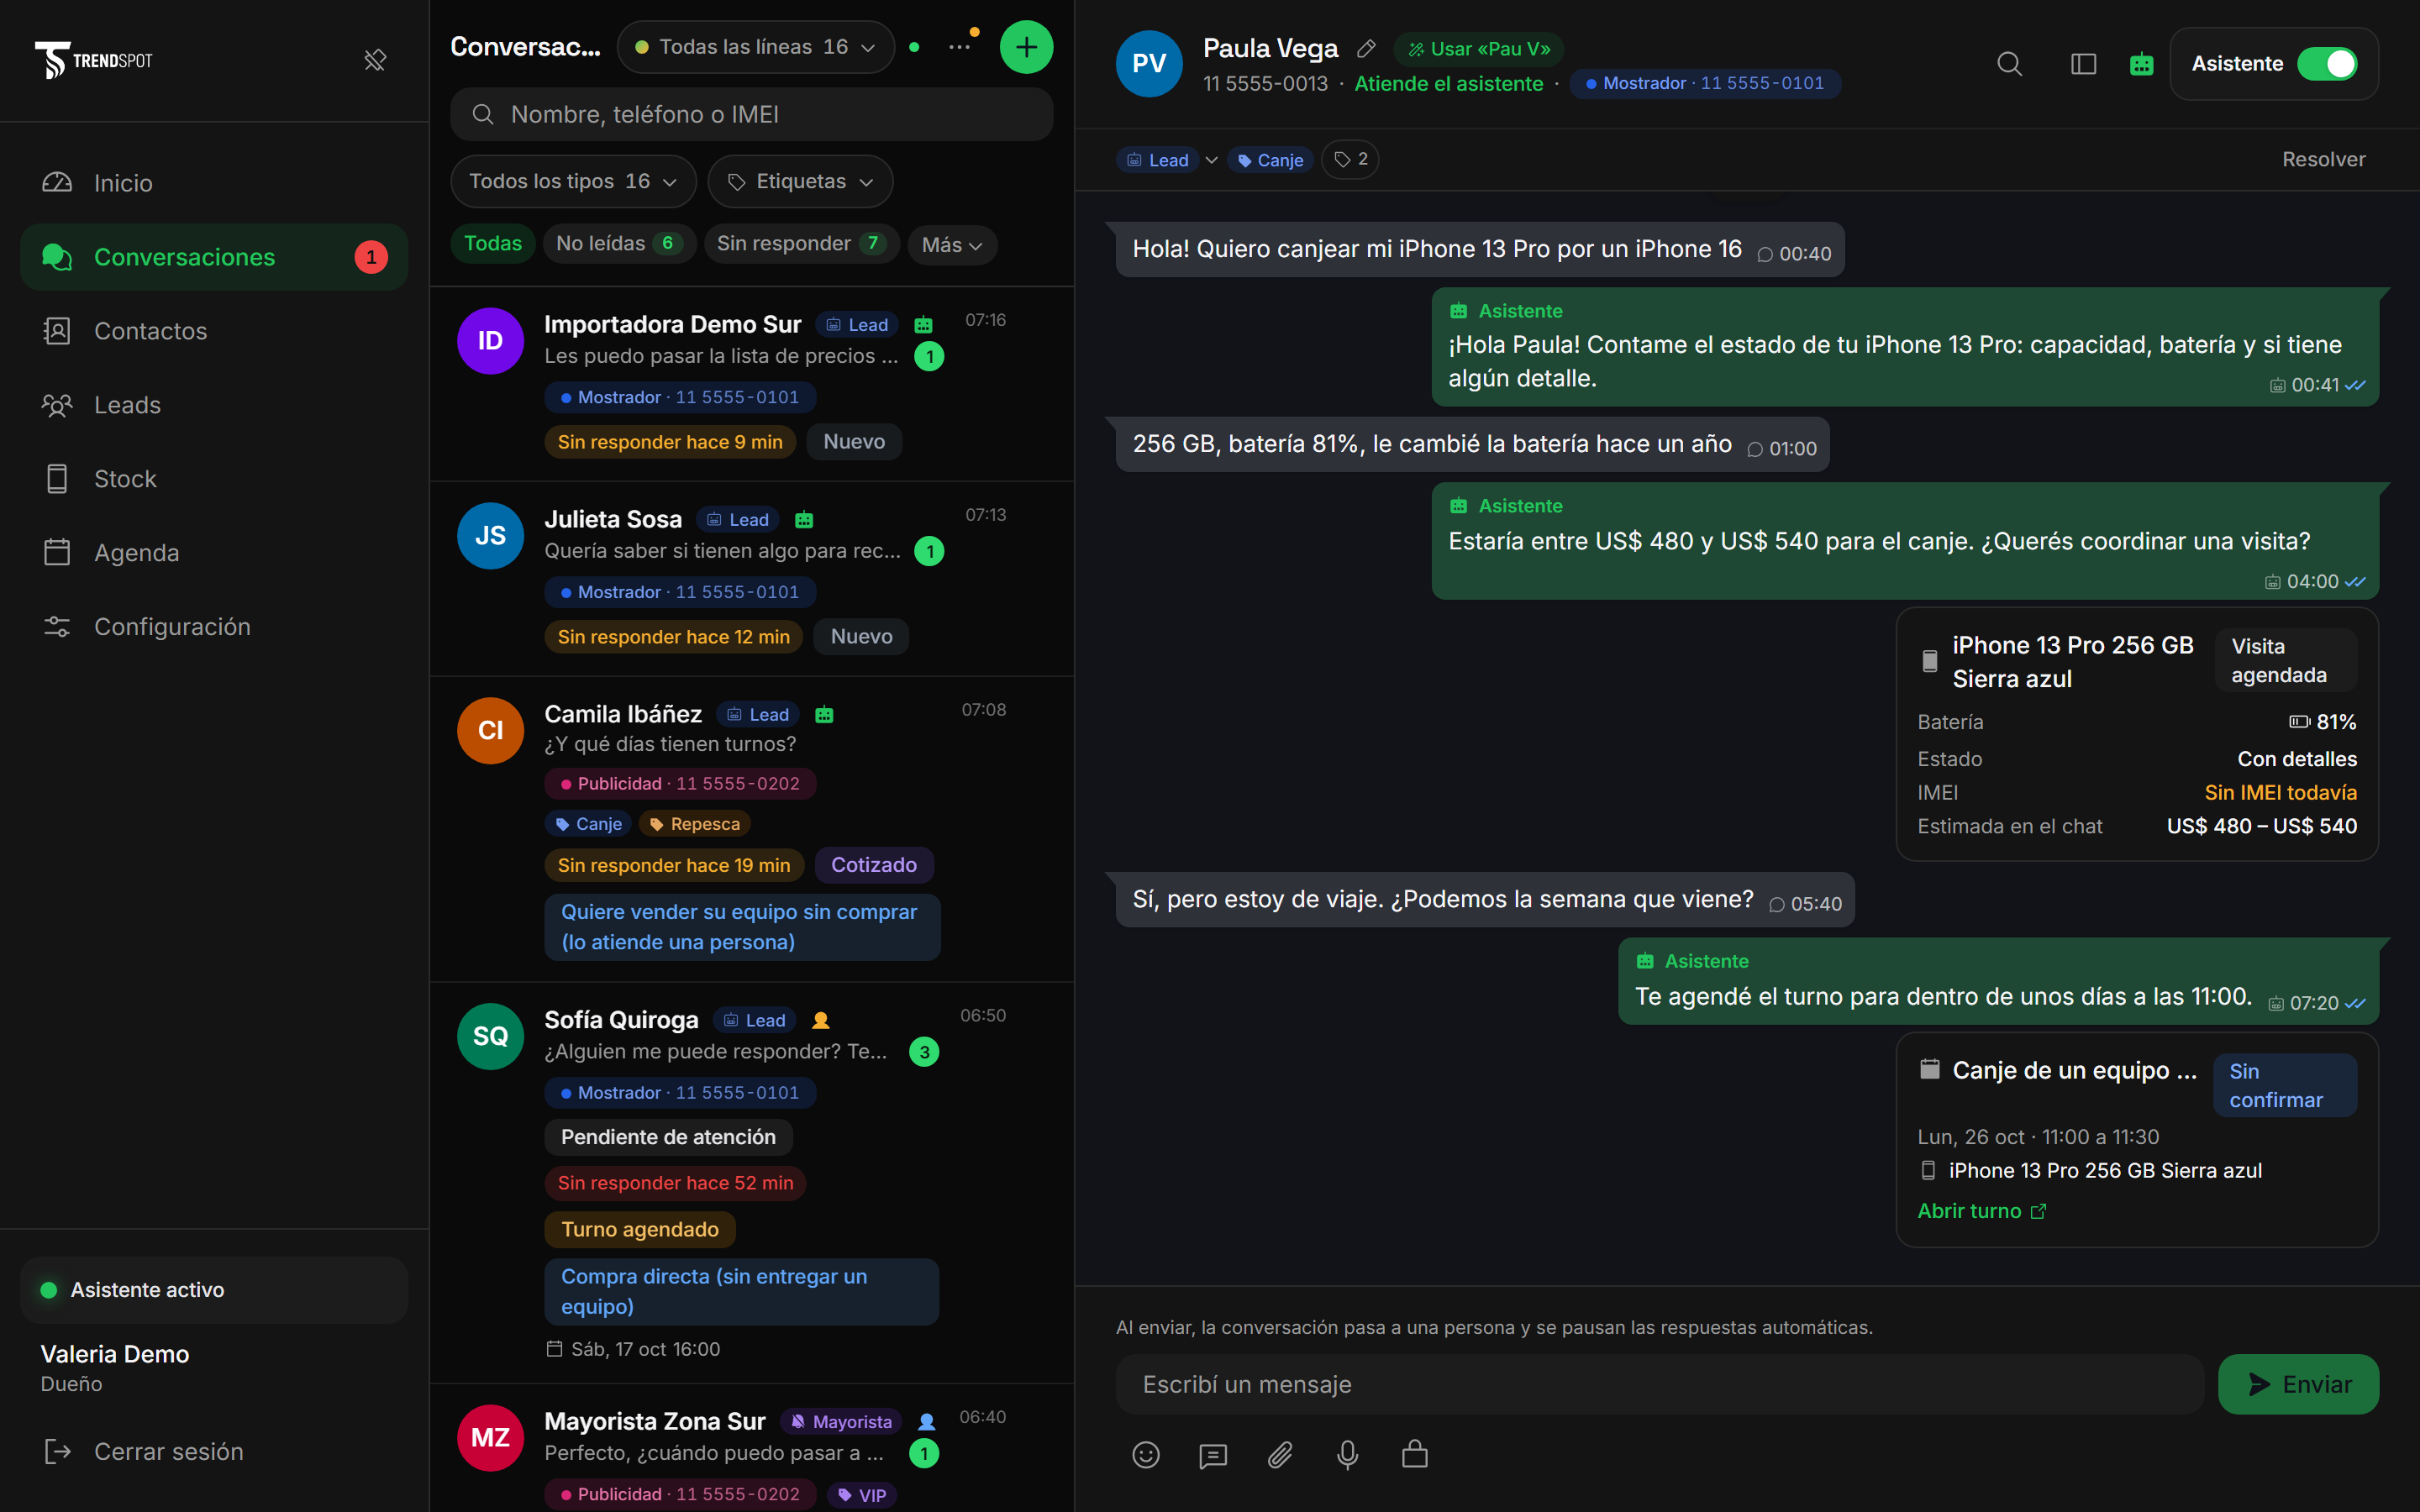 TRENDSPOT
Inicio
Conversaciones 1
Contactos
Leads
Stock
Agenda
Configuración
Asistente activo
Valeria Demo
Dueño
Cerrar sesión
Conversac...
Todas las líneas 16
Nombre, teléfono o IMEI
Todos los tipos 16
Etiquetas
Todas
No leídas 6
Sin responder 7
Más
ID
Importadora Demo Sur Lead 07:16
Les puedo pasar la lista de precios ... 1
Mostrador · 11 5555-0101
Sin responder hace 9 min Nuevo
JS
Julieta Sosa Lead 07:13
Quería saber si tienen algo para rec... 1
Mostrador · 11 5555-0101
Sin responder hace 12 min Nuevo
CI
Camila Ibáñez Lead 07:08
¿Y qué días tienen turnos?
Publicidad · 11 5555-0202
Canje Repesca
Sin responder hace 19 min Cotizado
Quiere vender su equipo sin comprar
(lo atiende una persona)
SQ
Sofía Quiroga Lead 06:50
¿Alguien me puede responder? Te... 3
Mostrador · 11 5555-0101
Pendiente de atención
Sin responder hace 52 min
Turno agendado
Compra directa (sin entregar un
equipo)
Sáb, 17 oct 16:00
MZ
Mayorista Zona Sur Mayorista 06:40
Perfecto, ¿cuándo puedo pasar a ... 1
Publicidad · 11 5555-0202 VIP
PV
Paula Vega Usar «Pau V»
11 5555-0013 · Atiende el asistente · Mostrador · 11 5555-0101
Asistente
Lead Canje 2
Resolver
Hola! Quiero canjear mi iPhone 13 Pro por un iPhone 16 00:40
Asistente
¡Hola Paula! Contame el estado de tu iPhone 13 Pro: capacidad, batería y si tiene
algún detalle. 00:41
256 GB, batería 81%, le cambié la batería hace un año 01:00
Asistente
Estaría entre US$ 480 y US$ 540 para el canje. ¿Querés coordinar una visita?
04:00
iPhone 13 Pro 256 GB
Sierra azul
Visita
agendada
Batería 81%
Estado Con detalles
IMEI Sin IMEI todavía
Estimada en el chat US$ 480 – US$ 540
Sí, pero estoy de viaje. ¿Podemos la semana que viene? 05:40
Asistente
Te agendé el turno para dentro de unos días a las 11:00. 07:20
Canje de un equipo ...
Sin
confirmar
Lun, 26 oct · 11:00 a 11:30
iPhone 13 Pro 256 GB Sierra azul
Abrir turno
Al enviar, la conversación pasa a una persona y se pausan las respuestas automáticas.
Escribí un mensaje
Enviar